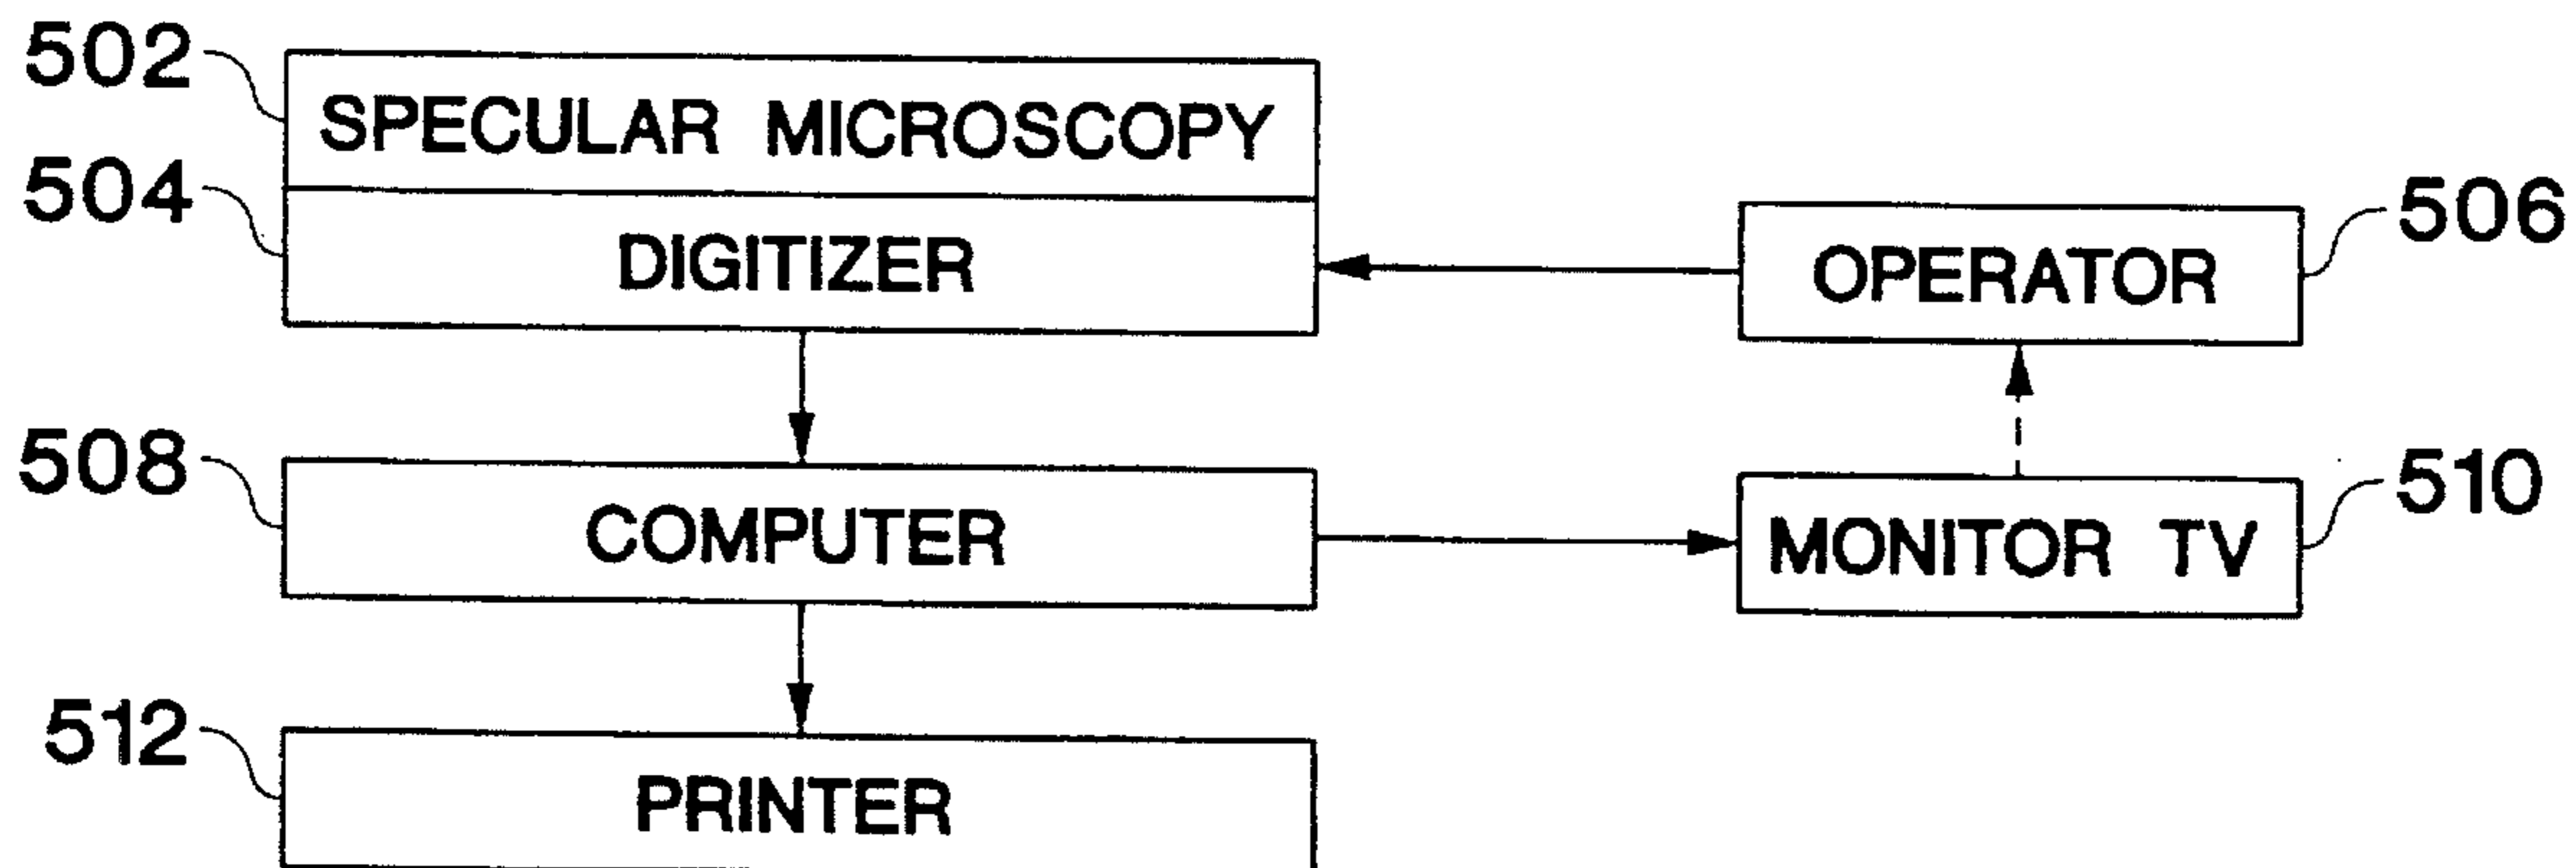 502
SPECULAR MICROSCOPY
504
DIGITIZER
506
OPERATOR
508
COMPUTER
510
MONITOR TV
512
PRINTER